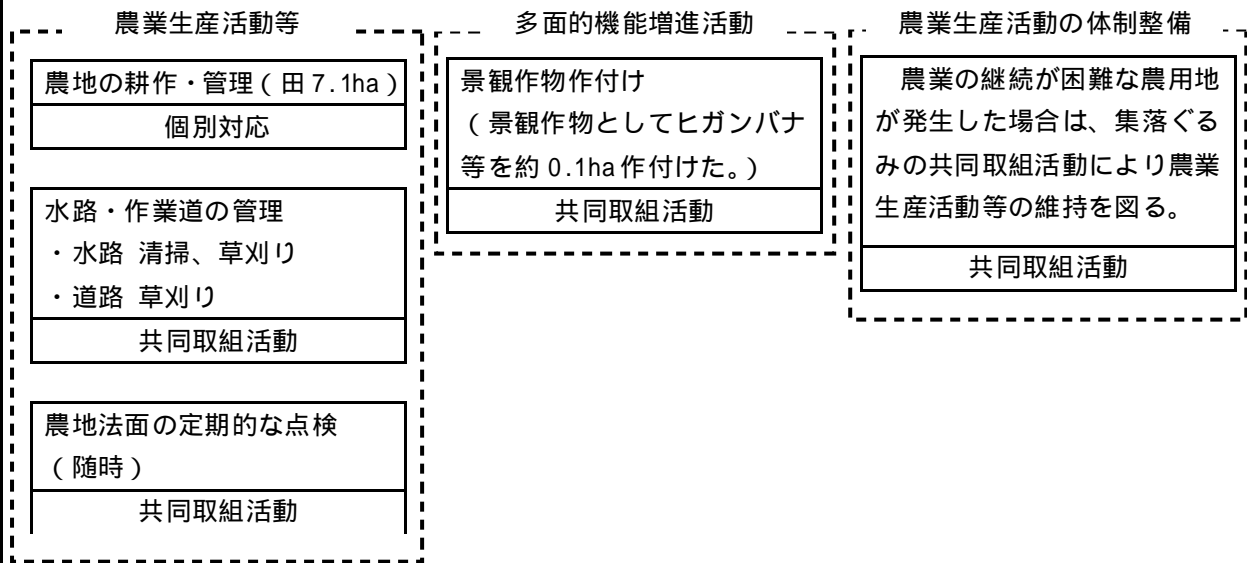 農業生産活動等
農地の耕作・管理(田7.1ha)
個別対応
水路・作業道の管理
・水路 清掃、草刈り
・道路 草刈り
共同取組活動
農地法面の定期的な点検
(随時)
共同取組活動
多面的機能増進活動
景観作物作付け
(景観作物としてヒガンバナ
等を約0.1ha作付けた。)
共同取組活動
農業生産活動の体制整備
農業の継続が困難な農用地
が発生した場合は、集落ぐる
みの共同取組活動により農業
生産活動等の維持を図る。
共同取組活動